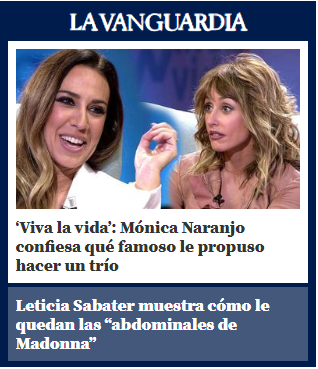 LA VANGUARDIA
‘Viva la vida’: Mónica Naranjo
confiesa qué famoso le propuso
hacer un trío
Leticia Sabater muestra cómo le
quedan las “abdominales de
Madonna”